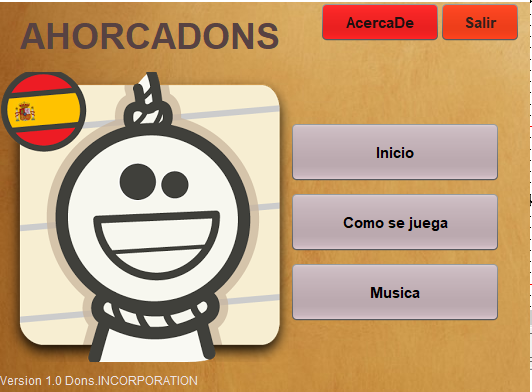 AHORCADONS
AcercaDe
Salir
Inicio
Como se juega
Musica
Version 1.0 Dons.INCORPORATION